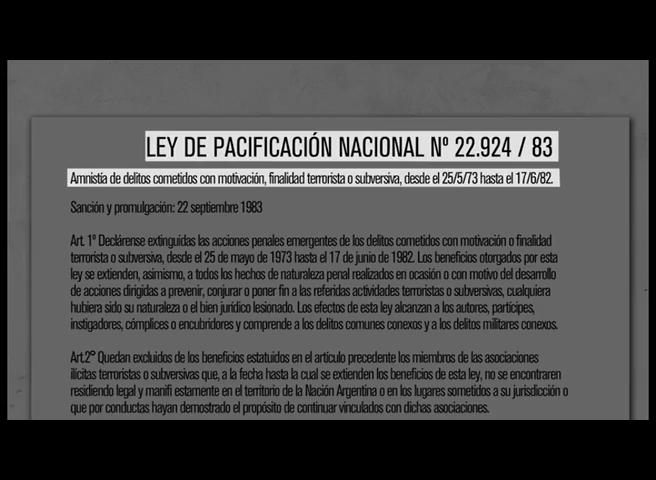 LEY DE PACIFICACIÓN NACIONAL Nº 22.924 / 83
Amnistía de delitos cometidos con motivación, finalidad terrorista o subversiva, desde el 25/5/73 hasta el 17/6/82.
Sanción y promulgación: 22 septiembre 1983
Art. 1º Declárense extinguidas las acciones penales emergentes de los delitos cometidos con motivación o finalidad
terrorista o subversiva, desde el 25 de mayo de 1973 hasta el 17 de junio de 1982. Los beneficios otorgados por esta
ley se extienden, asimismo, a todos los hechos de naturaleza penal realizados en ocasión o con motivo del desarrollo
de acciones dirigidas a prevenir, conjurar o poner fin a las referidas actividades terroristas o subversivas, cualquiera
hubiera sido su naturaleza o el bien jurídico lesionado. Los efectos de esta ley alcanzan a los autores, partícipes,
instigadores, cómplices o encubridores y comprende a los delitos comunes conexos y a los delitos militares conexos.
Art.2º Quedan excluidos de los beneficios estatuidos en el artículo precedente los miembros de las asociaciones
ilícitas terroristas o subversivas que, a la fecha hasta la cual se extienden los beneficios de esta ley, no se encontraren
residiendo legal y manifi estamente en el territorio de la Nación Argentina o en los lugares sometidos a su jurisdicción o
que por conductas hayan demostrado el propósito de continuar vinculados con dichas asociaciones.